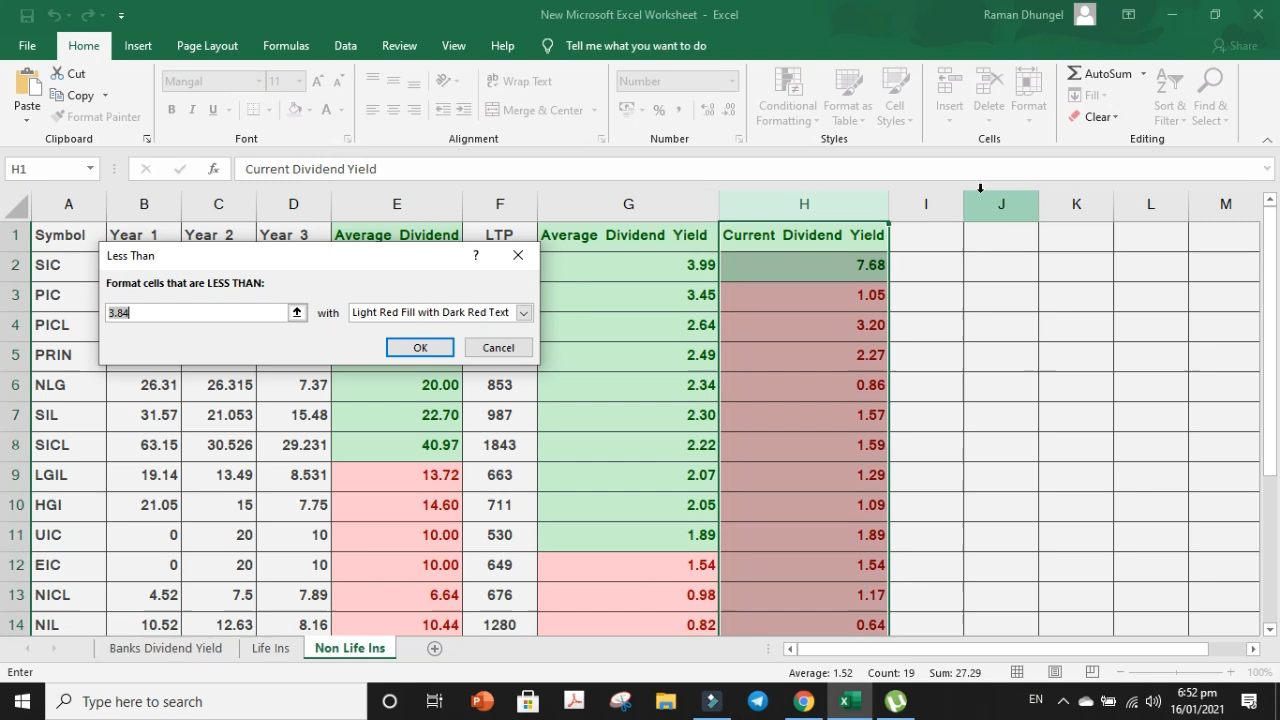 New Microsoft Excel Worksheet - Excel
Raman Dhungel
File Home Insert Page Layout Formulas Data Review View Help Tell me what you want to do Share
Paste
Cut
Copy
Format Painter
Clipboard
Mangal 11
B I U
Font
Wrap Text
Merge & Center
Alignment
Number
Number
Conditional Formatting
Format as Table
Cell Styles
Styles
Insert Delete Format
Cells
AutoSum
Fill
Clear
Sort & Filter
Find & Select
Editing
H1 fx Current Dividend Yield
A B C D E F G H I J K L M
1 Symbol Year 1 Year 2 Year 3 Average Dividend LTP Average Dividend Yield Current Dividend Yield
2 SIC 3.99 7.68
3 PIC 3.45 1.05
4 PICL 2.64 3.20
5 PRIN 2.49 2.27
Less Than ?
Format cells that are LESS THAN:
3.84 with Light Red Fill with Dark Red Text
OK Cancel
6 NLG 26.31 26.315 7.37 20.00 853 2.34 0.86
7 SIL 31.57 21.053 15.48 22.70 987 2.30 1.57
8 SICL 63.15 30.526 29.231 40.97 1843 2.22 1.59
9 LGIL 19.14 13.49 8.531 13.72 663 2.07 1.29
10 HGI 21.05 15 7.75 14.60 711 2.05 1.09
11 UIC 0 20 10 10.00 530 1.89 1.89
12 EIC 0 20 10 10.00 649 1.54 1.54
13 NICL 4.52 7.5 7.89 6.64 676 0.98 1.17
14 NIL 10.52 12.63 8.16 10.44 1280 0.82 0.64
Banks Dividend Yield Life Ins Non Life Ins
Enter Average: 1.52 Count: 19 Sum: 27.29 100%
Type here to search
EN
6:52 pm
16/01/2021